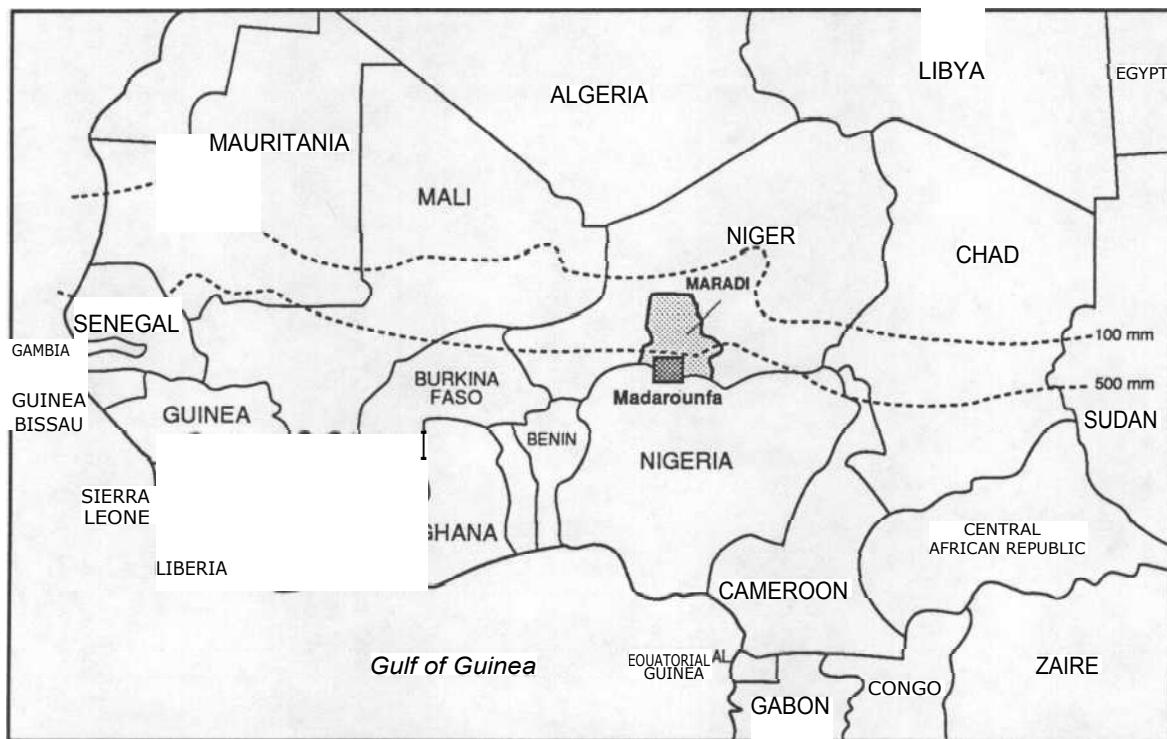 LIBYA
EGYPT
ALGERIA
MAURITANIA
MALI
NIGER
CHAD
MARADI
SENEGAL
100 mm
GAMBIA
BURKINA
FASO
500 mm
GUINEA
BISSAU
GUINEA
Madarounfa
SUDAN
BENIN
NIGERIA
SIERRA
LEONE
GHANA
CENTRAL
AFRICAN REPUBLIC
LIBERIA
CAMEROON
Gulf of Guinea
EQUATORIAL
GUINEA
ZAIRE
CONGO
GABON